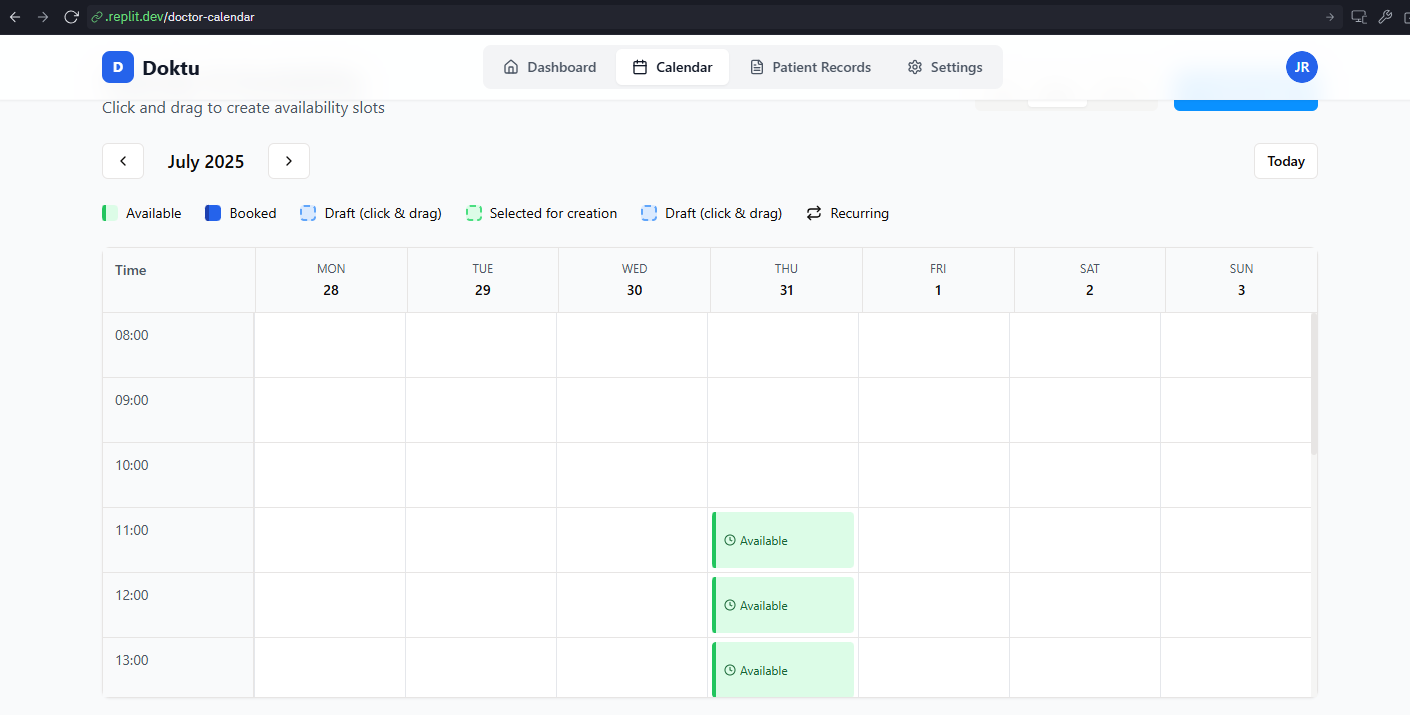 .replit.dev/doctor-calendar
D Doktu Dashboard Calendar Patient Records Settings JR
Click and drag to create availability slots
July 2025 Today
Available Booked Draft (click & drag) Selected for creation Draft (click & drag) Recurring
Time MON TUE WED THU FRI SAT SUN
28 29 30 31 1 2 3
08:00
09:00
10:00
11:00 Available
12:00 Available
13:00 Available